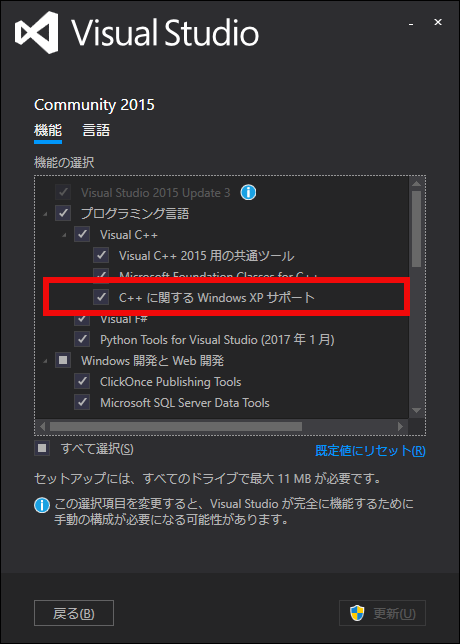 Visual Studio
Community 2015
機能 言語
機能の選択
Visual Studio 2015 Update 3
プログラミング言語
Visual C++
Visual C++ 2015 用の共通ツール
Microsoft Foundation Classes for C++
C++ に関する Windows XP サポート
Visual F#
Python Tools for Visual Studio (2017 年 1 月)
Windows 開発と Web 開発
ClickOnce Publishing Tools
Microsoft SQL Server Data Tools
すべて選択(S)
既定値にリセット(R)
セットアップには、すべてのドライブで最大 11 MB が必要です。
この選択項目を変更すると、Visual Studio が完全に機能するために
手動の構成が必要になる可能性があります。
戻る(B)
更新(U)